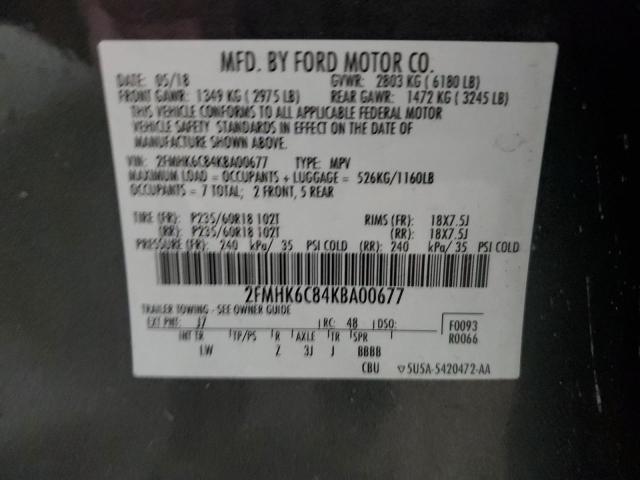 MFD. BY FORD MOTOR CO.
DATE: 05/18 GVWR: 2803 KG ( 6180 LB)
FRONT GAWR: 1349 KG ( 2975 LB) REAR GAWR: 1472 KG ( 3245 LB)
THIS VEHICLE CONFORMS TO ALL APPLICABLE FEDERAL MOTOR
VEHICLE SAFETY STANDARDS IN EFFECT ON THE DATE OF
MANUFACTURE SHOWN ABOVE.
VIN: 2FMHK6C84KBA00677 TYPE: MPV
MAXIMUM LOAD = OCCUPANTS + LUGGAGE = 526KG/1160LB
OCCUPANTS = 7 TOTAL; 2 FRONT, 5 REAR
TIRE (FR): P235/60R18 102T RIMS (FR): 18X7.5J
(RR): P235/60R18 102T (RR): 18X7.5J
PRESSURE (FR): 240 kPa/ 35 PSI COLD (RR): 240 kPa/ 35 PSI COLD
2FMHK6C84KBA00677
TRAILER TOWING - SEE OWNER GUIDE
EXT PNT: J7 RC: 48 DSO: F0093
R0066
INT TR TP/PS R AXLE TR SPR
LW Z 3J J BBBB
CBU ▽5U5A-5420472-AA